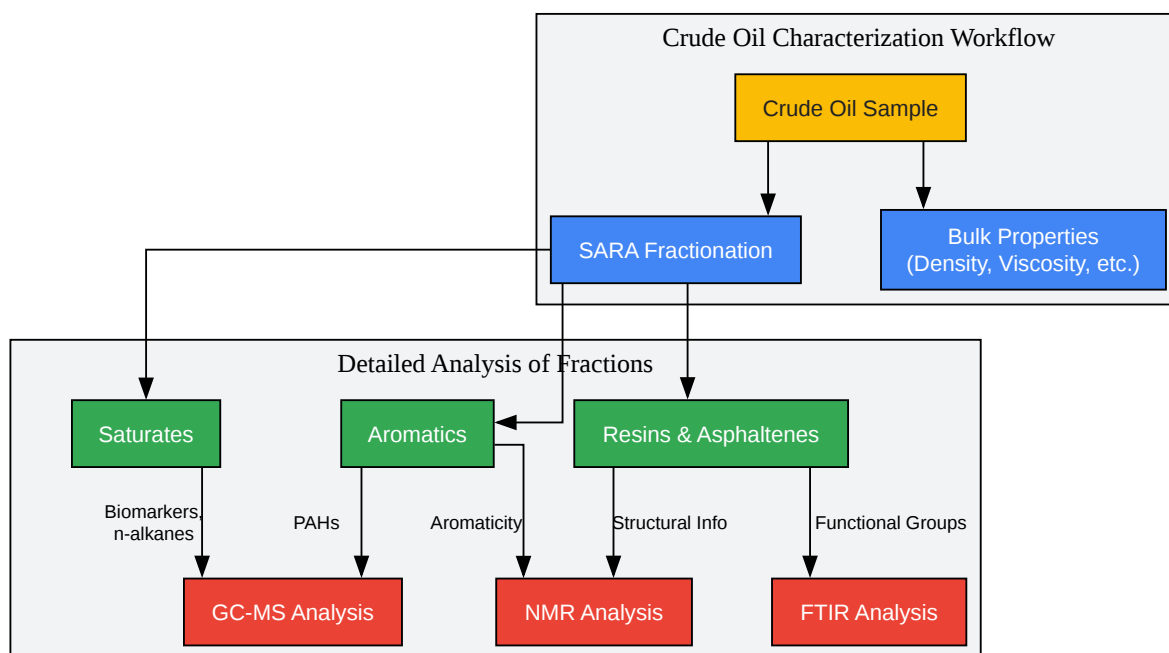 Crude Oil Characterization Workflow
Crude Oil Sample
SARA Fractionation
Bulk Properties
(Density, Viscosity, etc.)
Detailed Analysis of Fractions
Saturates
Aromatics
Resins & Asphaltenes
Biomarkers,
n-alkanes
PAHs
Aromaticity
Structural Info
Functional Groups
GC-MS Analysis
NMR Analysis
FTIR Analysis